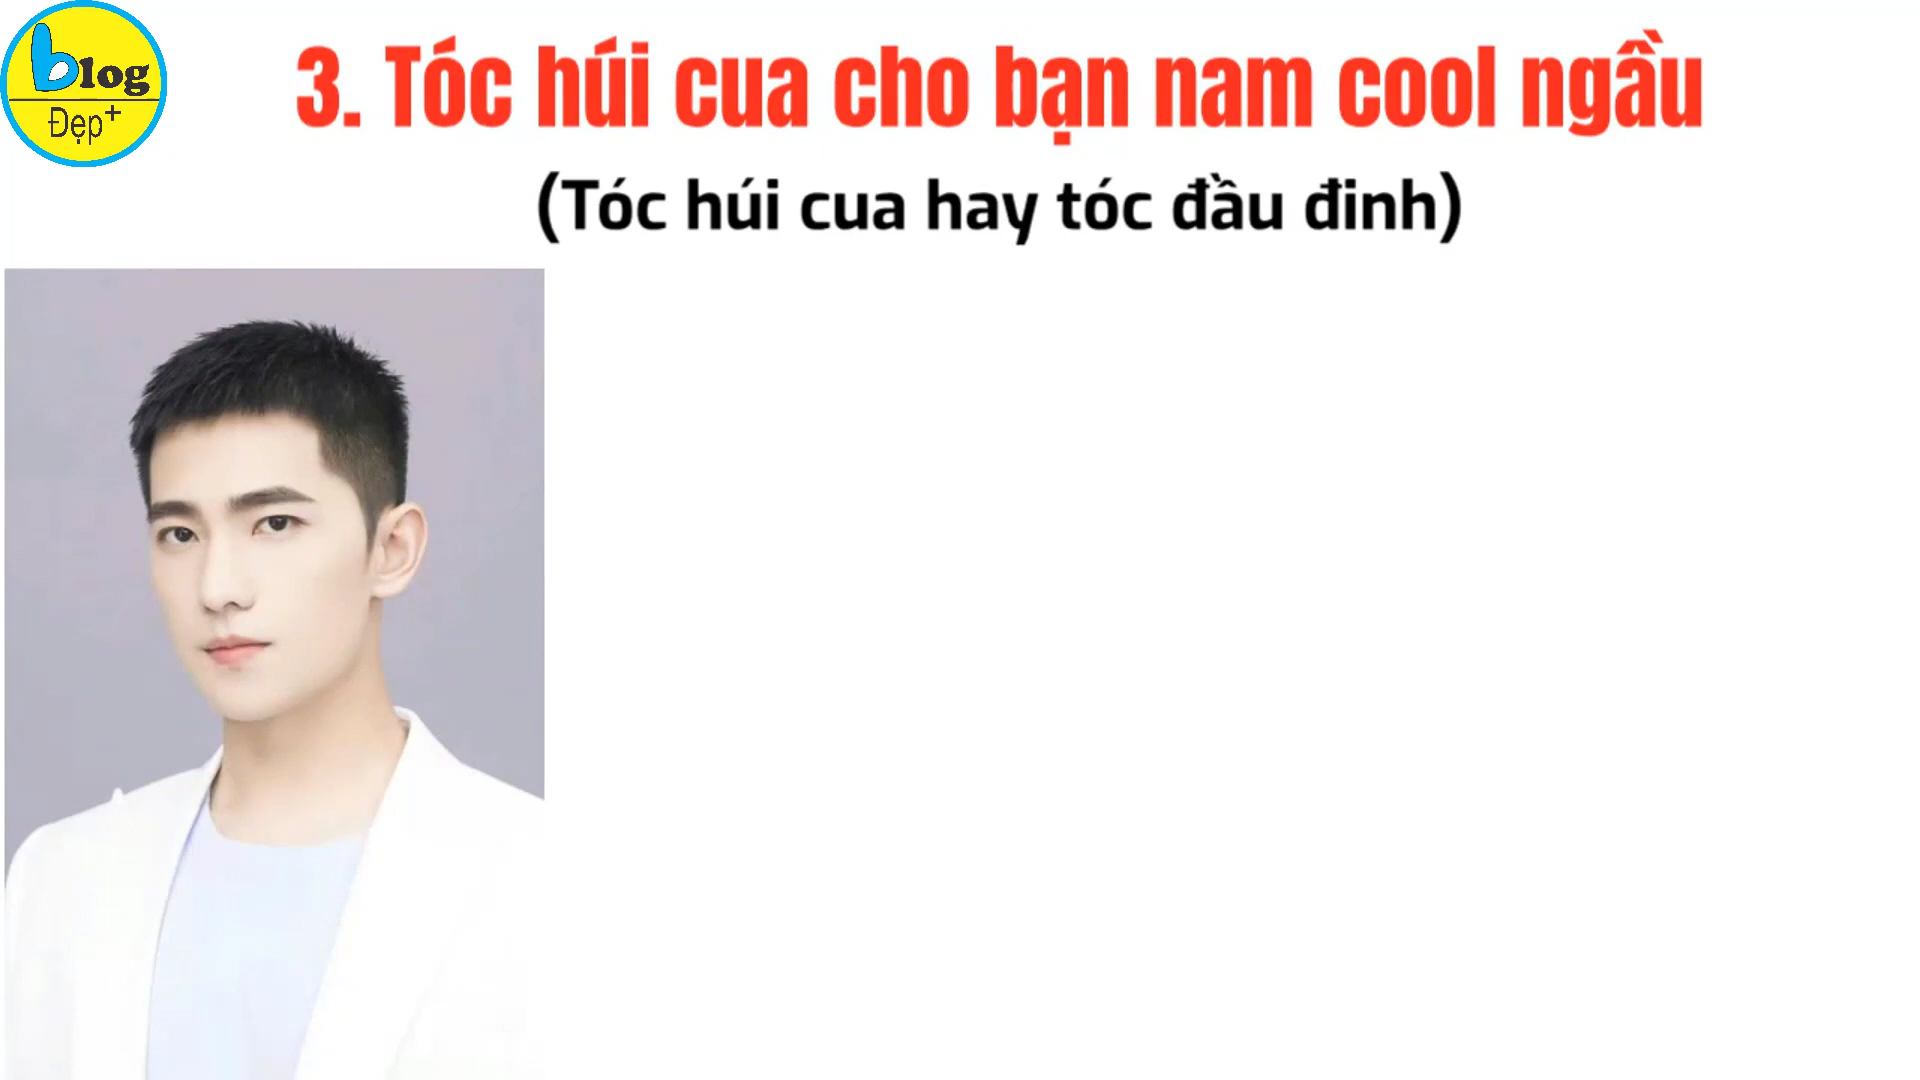 blog
Đẹp+
3. Tóc húi cua cho bạn nam cool ngầu
(Tóc húi cua hay tóc đầu đinh)